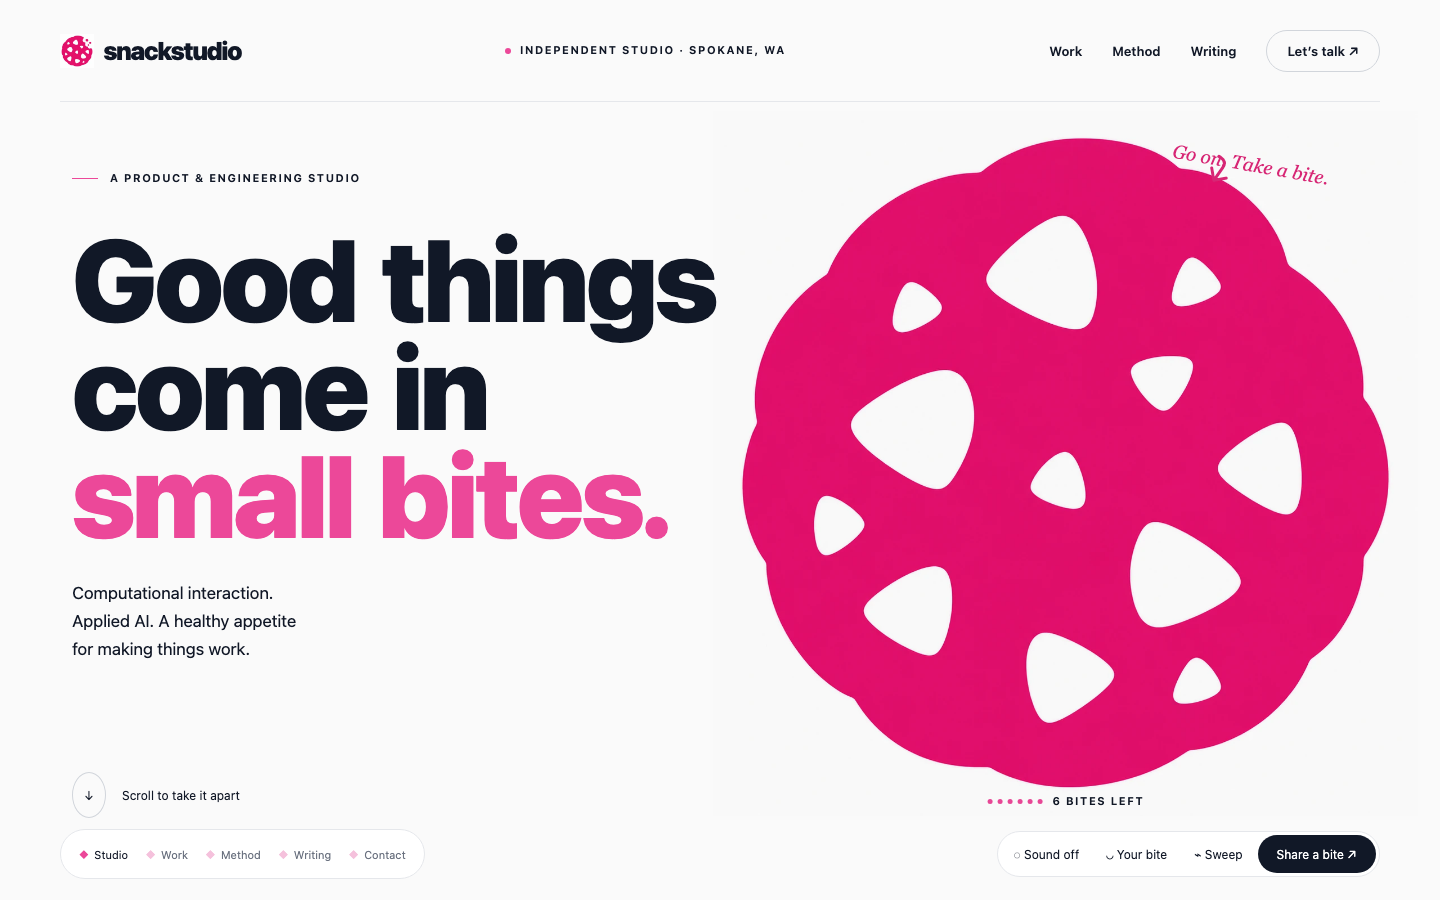 snackstudio
INDEPENDENT STUDIO · SPOKANE, WA
Work
Method
Writing
Let's talk ↗
A PRODUCT & ENGINEERING STUDIO
Go on. Take a bite.
Good things
come in
small bites.
Computational interaction.
Applied AI. A healthy appetite
for making things work.
↓ Scroll to take it apart
6 BITES LEFT
Studio
Work
Method
Writing
Contact
Sound off
Your bite
Sweep
Share a bite ↗